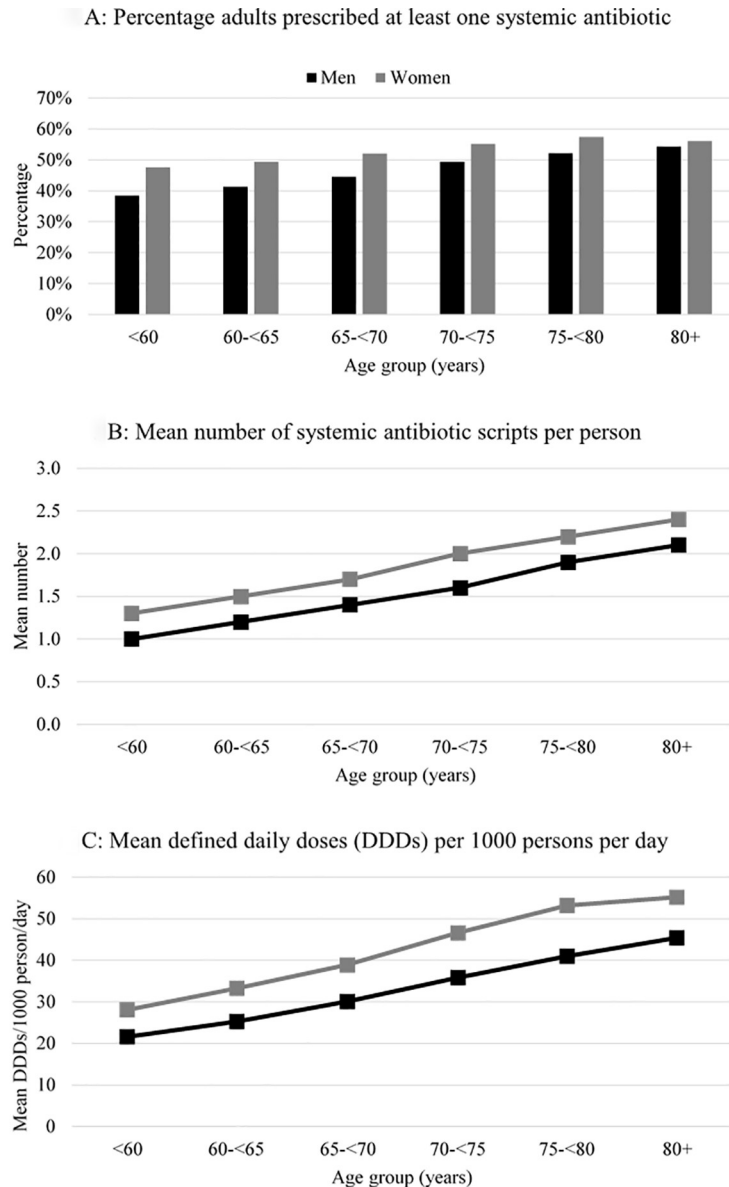 A: Percentage adults prescribed at least one systemic antibiotic
Men Women
70%
60%
50%
40%
30%
20%
10%
0%
Percentage
<60 60-<65 65-<70 70-<75 75-<80 80+
Age group (years)
B: Mean number of systemic antibiotic scripts per person
3.0
2.5
2.0
1.5
1.0
0.5
0.0
Mean number
<60 60-<65 65-<70 70-<75 75-<80 80+
Age group (years)
C: Mean defined daily doses (DDDs) per 1000 persons per day
60
50
40
30
20
10
0
Mean DDDs/1000 person/day
<60 60-<65 65-<70 70-<75 75-<80 80+
Age group (years)